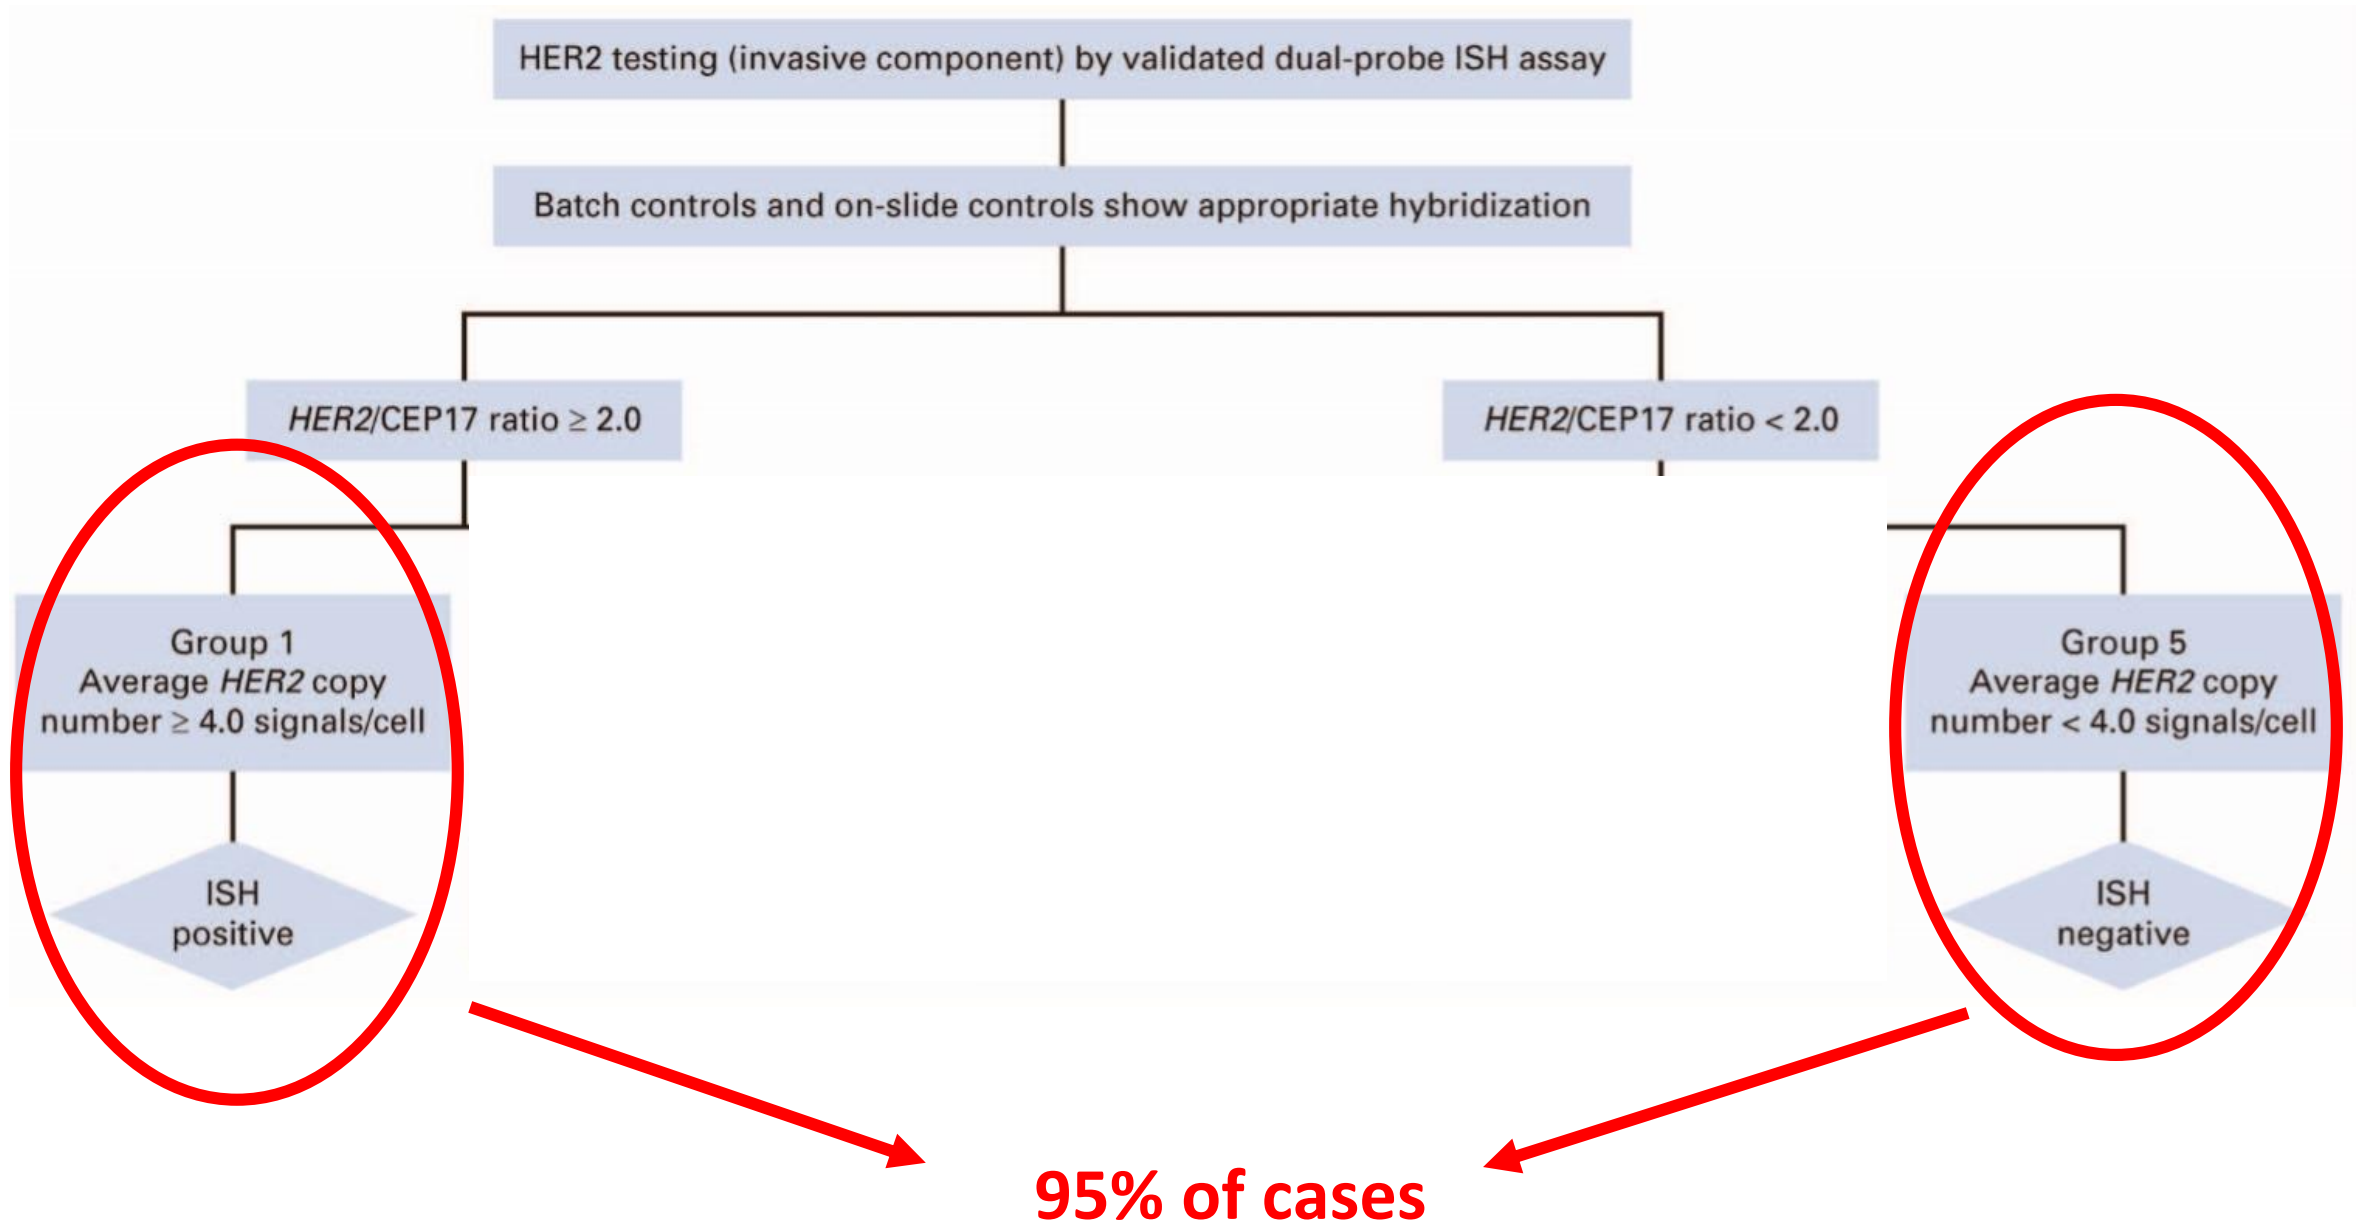 HER2 testing (invasive component) by validated dual-probe ISH assay
Batch controls and on-slide controls show appropriate hybridization
HER2/CEP17 ratio ≥ 2.0
HER2/CEP17 ratio < 2.0
Group 1
Average HER2 copy
number ≥ 4.0 signals/cell
Group 5
Average HER2 copy
number < 4.0 signals/cell
ISH
positive
ISH
negative
95% of cases